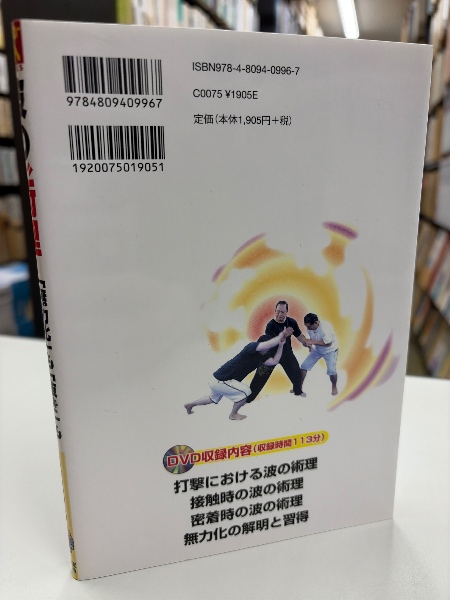 ISBN978-4-8094-0996-7
C0075 ¥1905E
定価(本体1,905円+税)
9784809409967
1920075019051
DVD収録内容(収録時間113分)
打撃における波の術理
接触時の波の術理
密着時の波の術理
無力化の解明と習得